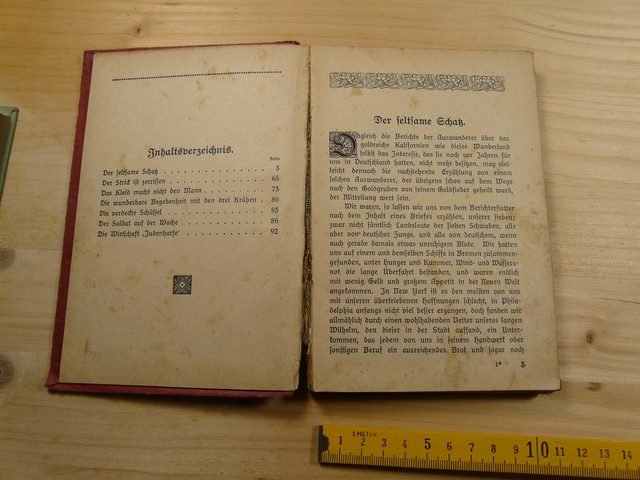 Inhaltsverzeichnis.
Seite
Der seltsame Schatz . . . . . . . . . . . . 3
Der Strick ist zerrissen . . . . . . . . . . . 65
Das Kleid macht nicht den Mann . . . . . . . 73
Die wunderbare Begebenheit mit den drei Krähen . 80
Die verdeckte Schüssel . . . . . . . . . . . 83
Der Soldat auf der Wache . . . . . . . . . . 86
Die Wirtschaft „Judenharfe“ . . . . . . . . . 92
Der seltsame Schatz.
Obgleich die Berichte der Auswanderer über das
goldreiche Kalifornien wie dieses Wunderland
selbst das Interesse, das sie nach vor Jahren für
uns in Deutschland hatten, nicht mehr besitzen, mag viel-
leicht dennoch die nachstehende Erzählung von einem
solchen Auswanderer, der übrigens schon auf dem Wege
nach den Goldgruben von seinem Goldfieber geheilt ward,
der Mitteilung wert sein.
Wir waren, so lassen wir uns von dem Berichterstatter
nach dem Inhalt eines Briefes erzählen, unserer sieben;
zwar nicht sämtlich Landsleute der sieben Schwaben, alle
aber von deutscher Zunge, und alle von deutschem, wenn
auch gerade damals etwas unruhigem Blute. Wir hatten
uns auf einem und demselben Schiffe in Bremen zusammen-
gefunden, unter Hunger und Kummer, Wind- und Wassers-
not die lange Überfahrt bestanden, und waren endlich
mit wenig Geld und großem Appetit in der Neuen Welt
angekommen. In New York ist es den meisten von uns
mit unseren übertriebenen Hoffnungen schlecht, in Phila-
delphia anfangs nicht viel besser ergangen, doch fanden wir
allmählich durch einen wohlhabenden Vetter unseres langen
Wilhelm, den dieser in der Stadt auffand, ein Unter-
kommen, das jedem von uns in seinem Handwerk oder
sonstigen Beruf ein ausreichendes Brot und sogar noch
1* 3
1 METER
1 2 3 4 5 6 7 8 9 10 11 12 13 14